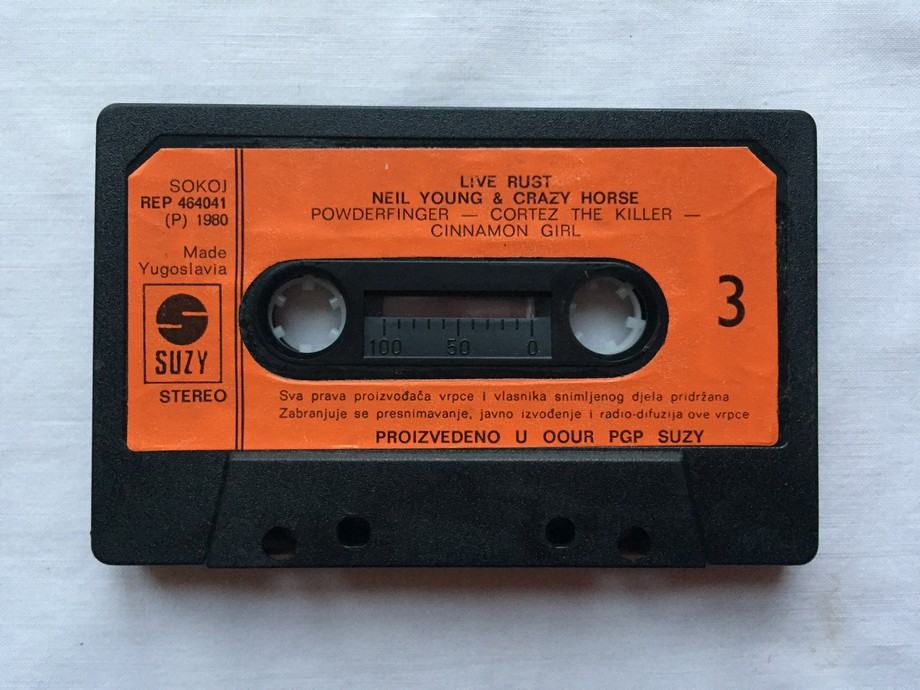 SOKOJ
REP 464041
(P) 1980
Made
Yugoslavia
SUZY
STEREO
LIVE RUST
NEIL YOUNG & CRAZY HORSE
POWDERFINGER — CORTEZ THE KILLER —
CINNAMON GIRL
3
100 50 0
Sva prava proizvođača vrpce i vlasnika snimljenog djela pridržana
Zabranjuje se presnimavanje, javno izvođenje i radio-difuzija ove vrpce
PROIZVEDENO U OOUR PGP SUZY